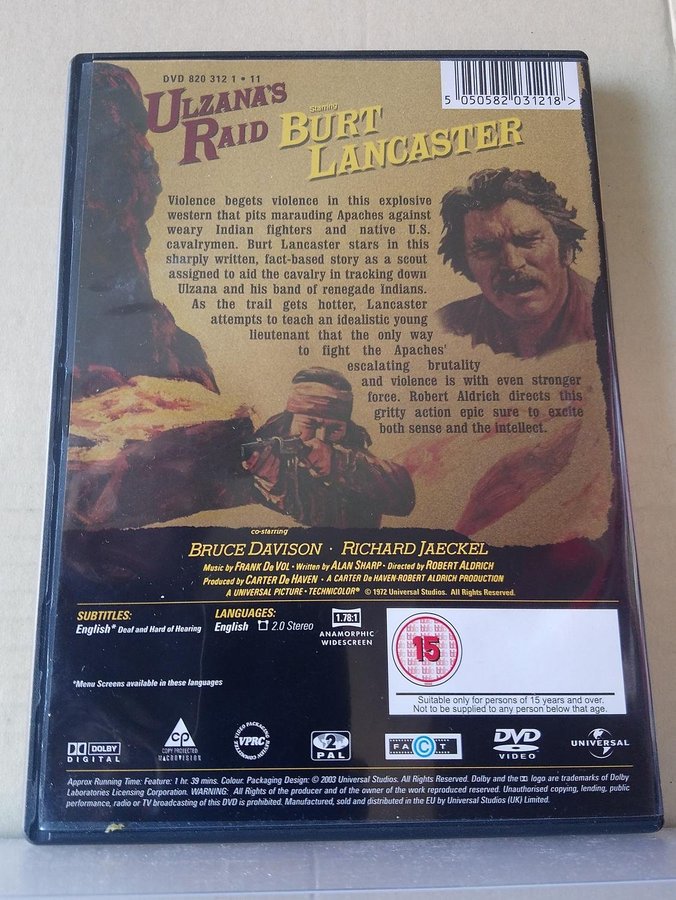 DVD 820 312 1 • 11
5 050582 031218 >
ULZANA'S
RAID
Starring
BURT
LANCASTER
Violence begets violence in this explosive
western that pits marauding Apaches against
weary Indian fighters and native U.S.
cavalrymen. Burt Lancaster stars in this
sharply written, fact-based story as a scout
assigned to aid the cavalry in tracking down
Ulzana and his band of renegade indians.
As the trail gets hotter, Lancaster
attempts to teach an idealistic young
lieutenant that the only way
to fight the Apaches'
escalating brutality
and violence is with even stronger
force. Robert Aldrich directs this
gritty action epic sure to excite
both sense and the intellect.
co-starring
BRUCE DAVISON · RICHARD JAECKEL
Music by FRANK De VOL • Written by ALAN SHARP • Directed by ROBERT ALDRICH
Produced by CARTER De HAVEN • A CARTER De HAVEN-ROBERT ALDRICH PRODUCTION
A UNIVERSAL PICTURE • TECHNICOLOR® © 1972 Universal Studios. All Rights Reserved.
SUBTITLES:
English* Deaf and Hard of Hearing
LANGUAGES:
English 2.0 Stereo
1.78:1
ANAMORPHIC
WIDESCREEN
*Menu Screens available in these languages
15
Suitable only for persons of 15 years and over.
Not to be supplied to any person below that age.
DOLBY
DIGITAL
CP
COPY PROTECTED
MACROVISION
VIDEO PACKAGING REVIEW COMMITTEE
VPRC
2
PAL
FACT
DVD
VIDEO
UNIVERSAL
Approx Running Time: Feature: 1 hr. 39 mins. Colour. Packaging Design: © 2003 Universal Studios. All Rights Reserved. Dolby and the logo are trademarks of Dolby
Laboratories Licensing Corporation. WARNING: All Rights of the producer and of the owner of the work reproduced reserved. Unauthorised copying, lending, public
performance, radio or TV broadcasting of this DVD is prohibited. Manufactured, sold and distributed in the EU by Universal Studios (UK) Limited.